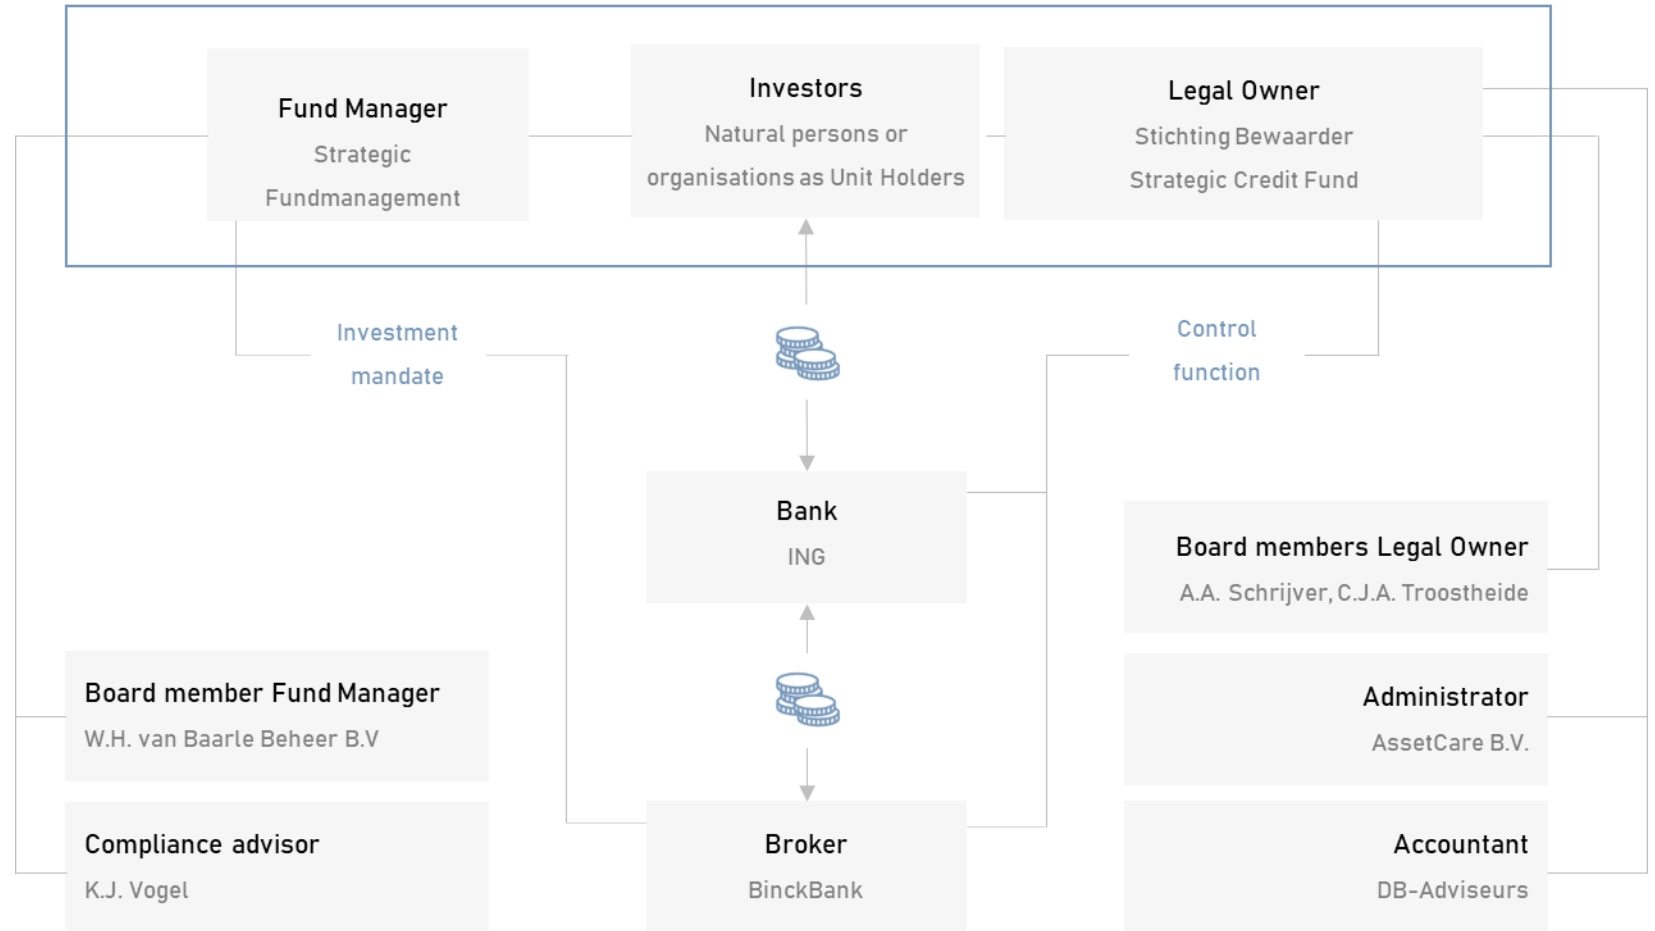 Fund Manager
Strategic
Fundmanagement
Investors
Natural persons or
organisations as Unit Holders
Legal Owner
Stichting Bewaarder
Strategic Credit Fund
Investment
mandate
Control
function
Bank
ING
Board members Legal Owner
A.A. Schrijver, C.J.A. Troostheide
Board member Fund Manager
W.H. van Baarle Beheer B.V
Administrator
AssetCare B.V.
Compliance advisor
K.J. Vogel
Broker
BinckBank
Accountant
DB-Adviseurs